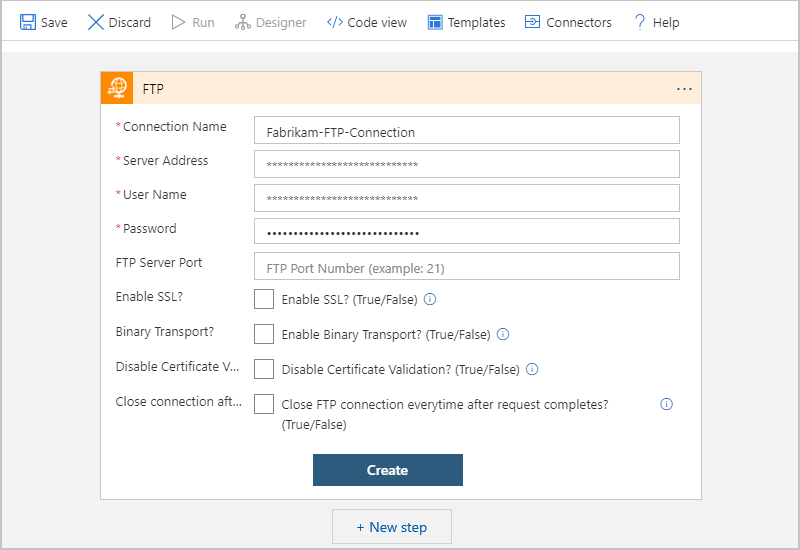 Save Discard Run Designer </> Code view Templates Connectors ? Help
FTP ...
* Connection Name Fabrikam-FTP-Connection
* Server Address ****************************
* User Name ****************************
* Password •••••••••••••••••••••••••••••
FTP Server Port FTP Port Number (example: 21)
Enable SSL? Enable SSL? (True/False)
Binary Transport? Enable Binary Transport? (True/False)
Disable Certificate V... Disable Certificate Validation? (True/False)
Close connection aft... Close FTP connection everytime after request completes?
(True/False)
Create
+ New step